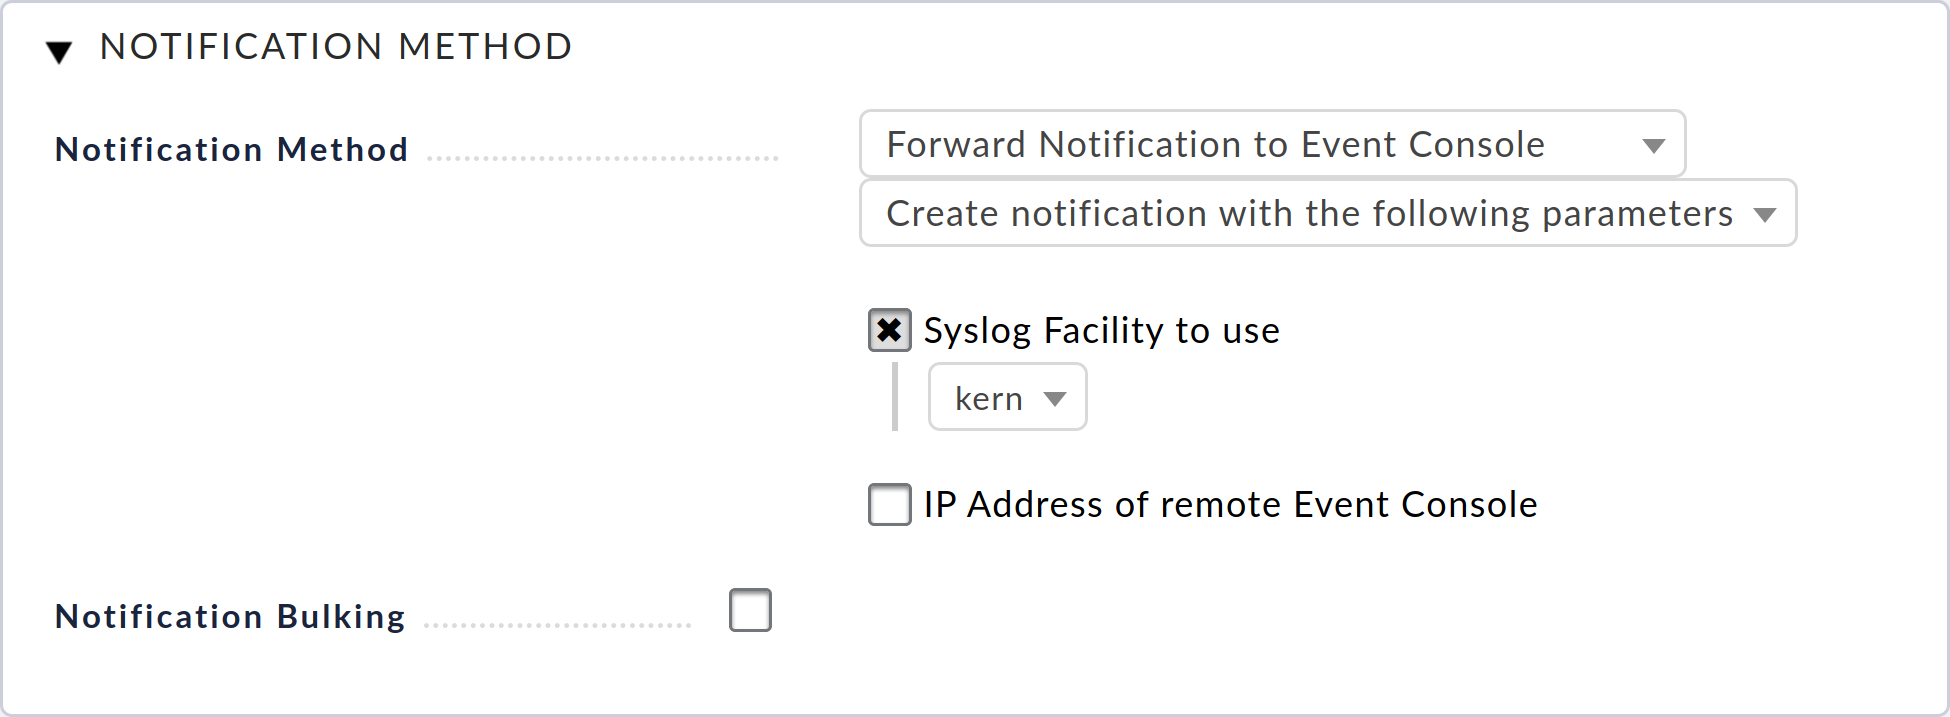 NOTIFICATION METHOD
Notification Method
Forward Notification to Event Console
Create notification with the following parameters
Syslog Facility to use
kern
IP Address of remote Event Console
Notification Bulking